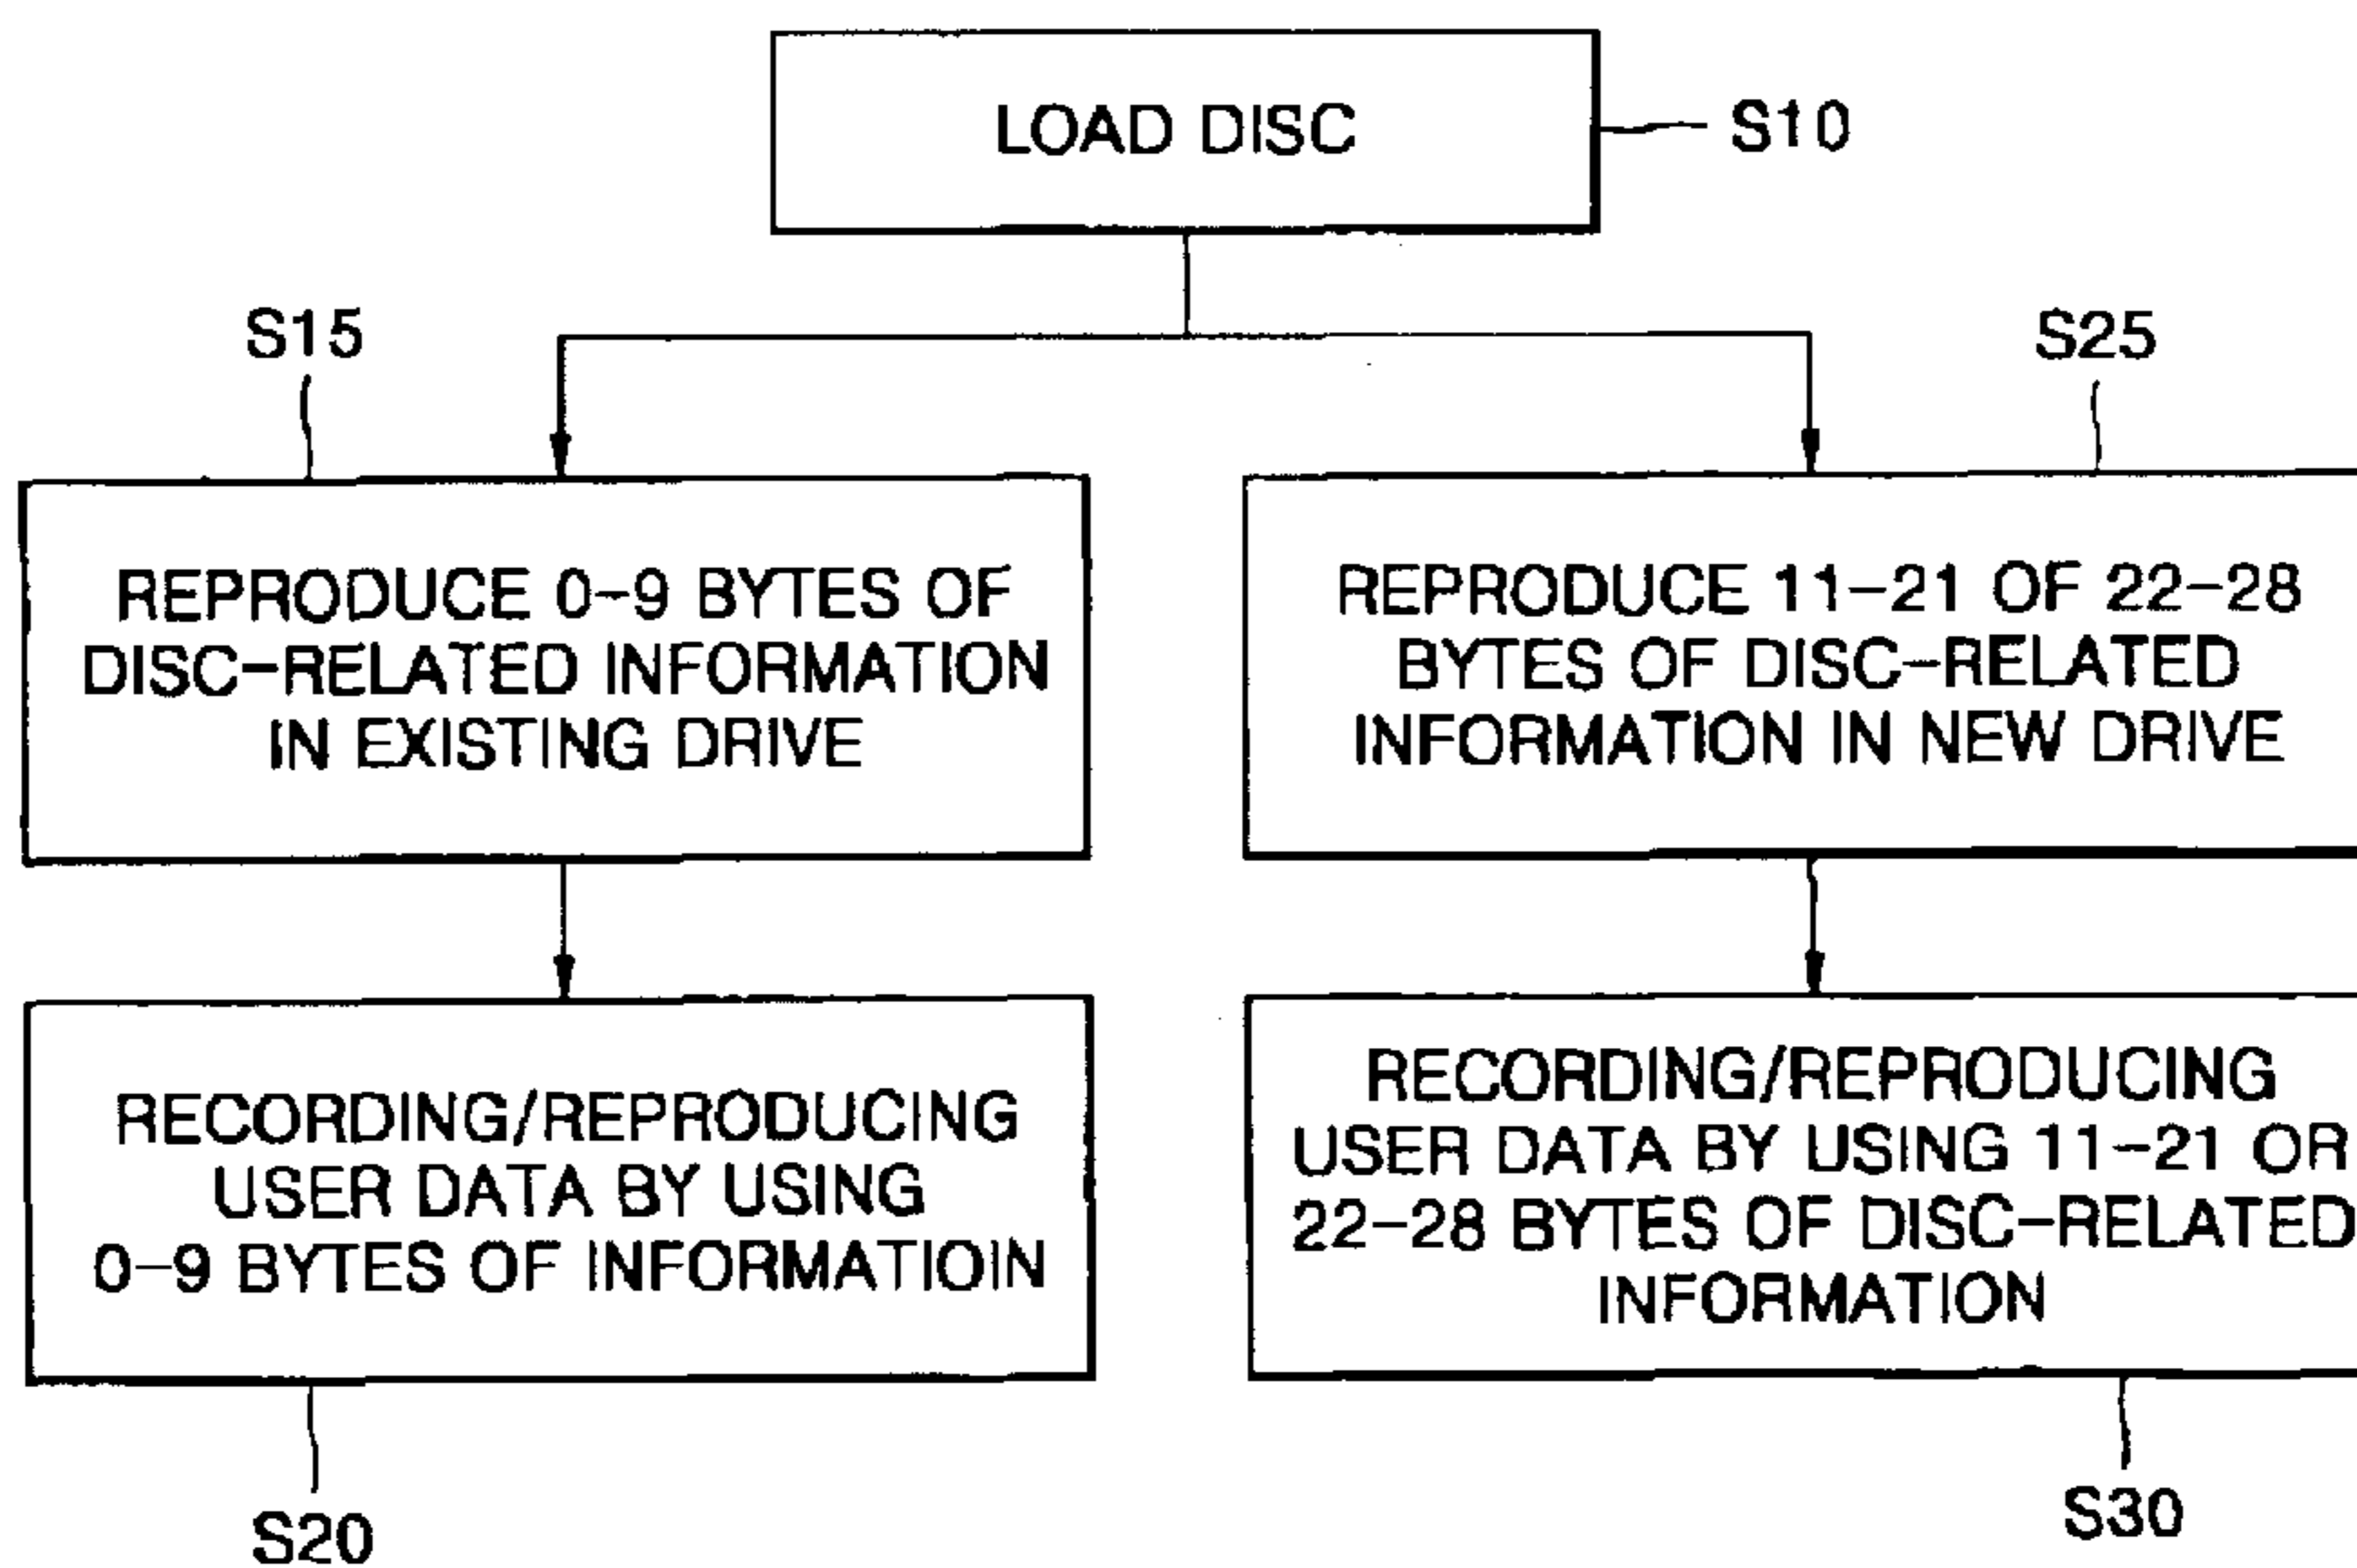 LOAD DISC
S10
S15
S25
REPRODUCE 0-9 BYTES OF
DISC-RELATED INFORMATION
IN EXISTING DRIVE
REPRODUCE 11-21 OF 22-28
BYTES OF DISC-RELATED
INFORMATION IN NEW DRIVE
RECORDING/REPRODUCING
USER DATA BY USING
0-9 BYTES OF INFORMATIOIN
RECORDING/REPRODUCING
USER DATA BY USING 11-21 OR
22-28 BYTES OF DISC-RELATED
INFORMATION
S20
S30